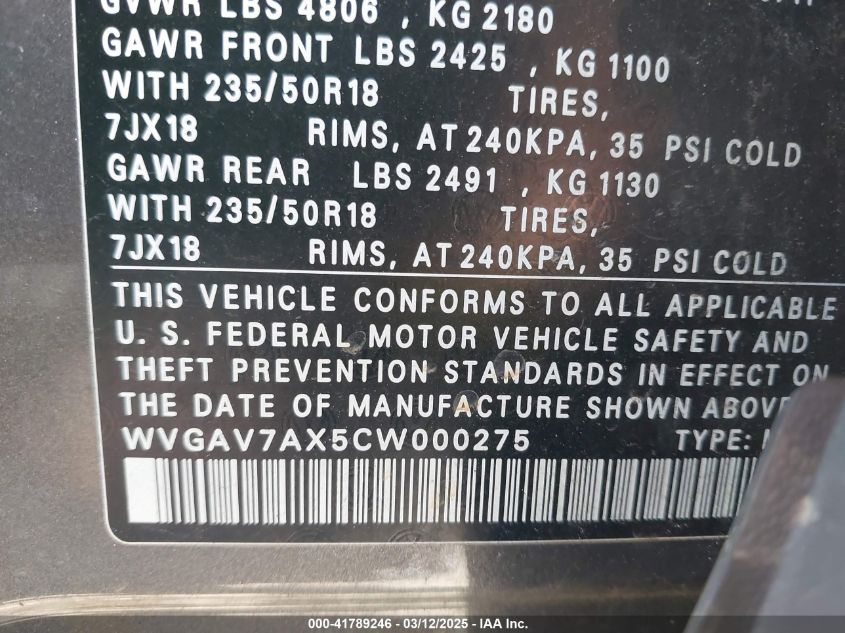 GVWR LBS 4806 , KG 2180
GAWR FRONT LBS 2425 , KG 1100
WITH 235/50R18 TIRES,
7JX18 RIMS, AT 240KPA, 35 PSI COLD
GAWR REAR LBS 2491 , KG 1130
WITH 235/50R18 TIRES,
7JX18 RIMS, AT 240KPA, 35 PSI COLD
THIS VEHICLE CONFORMS TO ALL APPLICABLE
U. S. FEDERAL MOTOR VEHICLE SAFETY AND
THEFT PREVENTION STANDARDS IN EFFECT ON
THE DATE OF MANUFACTURE SHOWN ABOVE
WVGAV7AX5CW000275 TYPE:
000-41789246 - 03/12/2025 - IAA Inc.